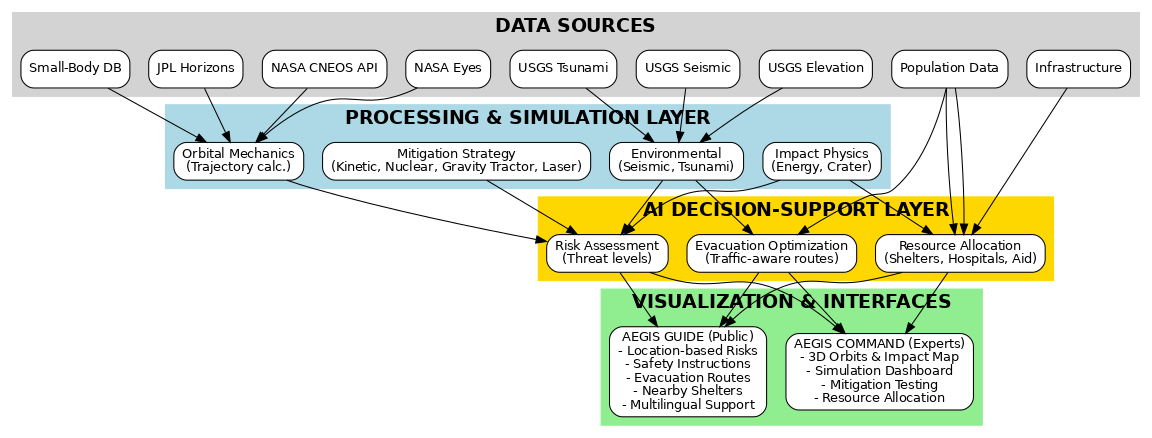 DATA SOURCES
Small-Body DB
JPL Horizons
NASA CNEOS API
NASA Eyes
USGS Tsunami
USGS Seismic
USGS Elevation
Population Data
Infrastructure
PROCESSING & SIMULATION LAYER
Orbital Mechanics
(Trajectory calc.)
Mitigation Strategy
(Kinetic, Nuclear, Gravity Tractor, Laser)
Environmental
(Seismic, Tsunami)
Impact Physics
(Energy, Crater)
AI DECISION-SUPPORT LAYER
Risk Assessment
(Threat levels)
Evacuation Optimization
(Traffic-aware routes)
Resource Allocation
(Shelters, Hospitals, Aid)
VISUALIZATION & INTERFACES
AEGIS GUIDE (Public)
- Location-based Risks
- Safety Instructions
- Evacuation Routes
- Nearby Shelters
- Multilingual Support
AEGIS COMMAND (Experts)
- 3D Orbits & Impact Map
- Simulation Dashboard
- Mitigation Testing
- Resource Allocation